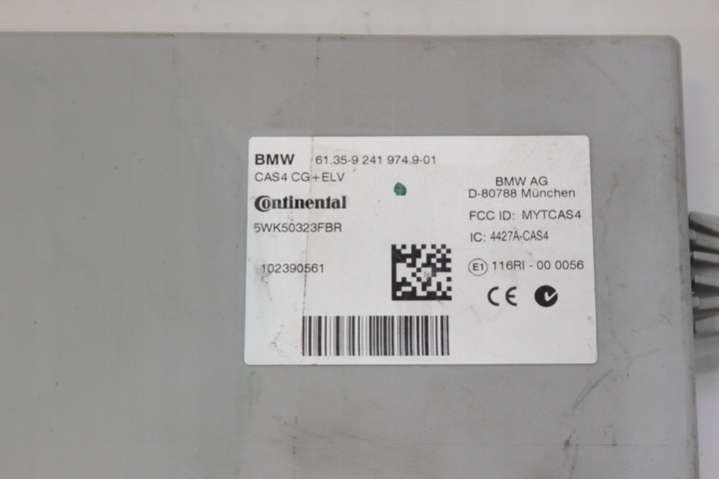 BMW 61.35-9 241 974.9-01
CAS4 CG+ELV
Continental
5WK50323FBR
102390561
BMW AG
D-80788 München
FCC ID: MYTCAS4
IC: 4427A-CAS4
E1 116RI - 00 0056
CE